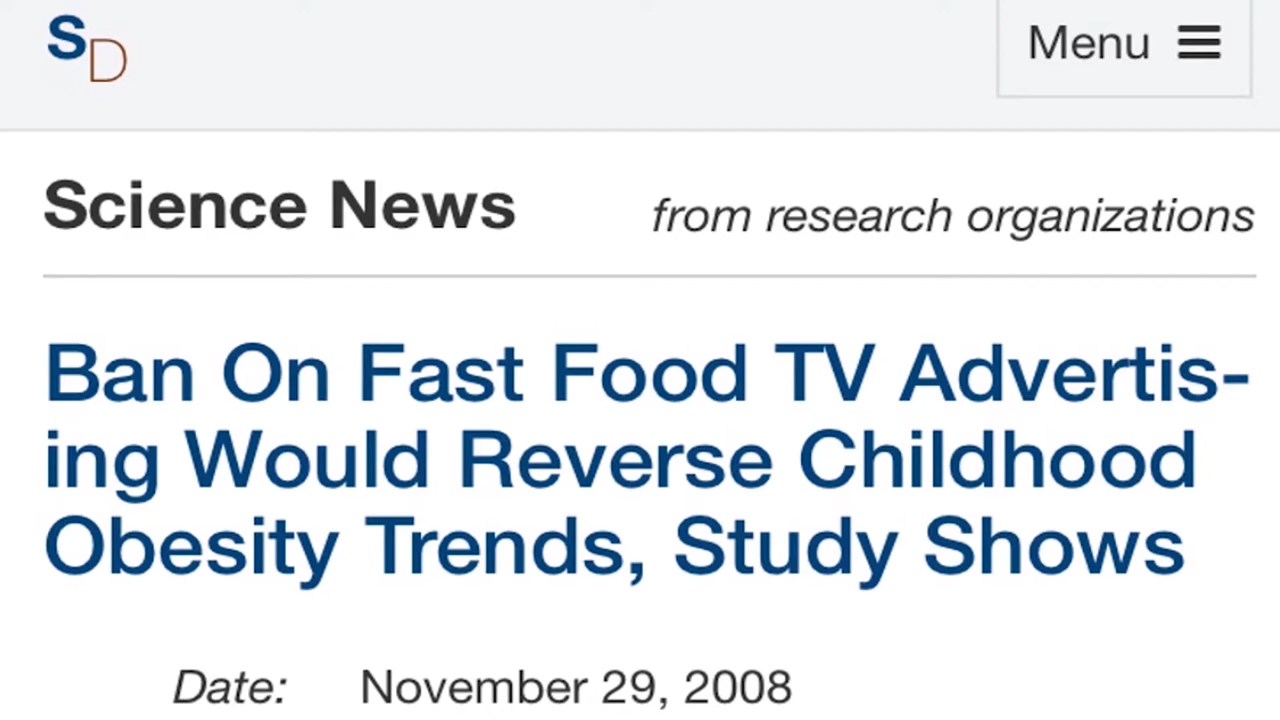 SD
Menu
Science News
from research organizations
Ban On Fast Food TV Advertis-
ing Would Reverse Childhood
Obesity Trends, Study Shows
Date: November 29, 2008